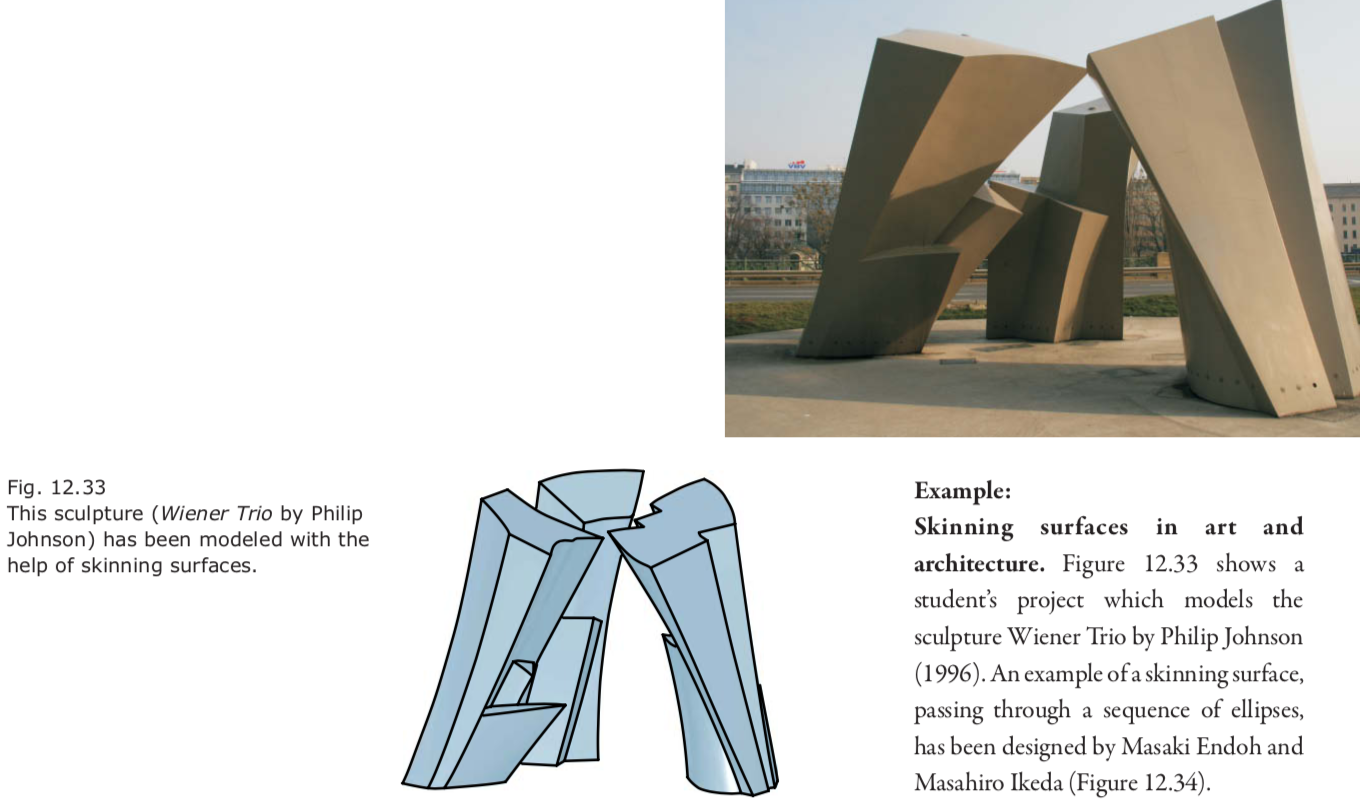 Fig. 12.33
This sculpture (Wiener Trio by Philip
Johnson) has been modeled with the
help of skinning surfaces.
Example:
Skinning surfaces in art and
architecture. Figure 12.33 shows a
student’s project which models the
sculpture Wiener Trio by Philip Johnson
(1996). An example of a skinning surface,
passing through a sequence of ellipses,
has been designed by Masaki Endoh and
Masahiro Ikeda (Figure 12.34).